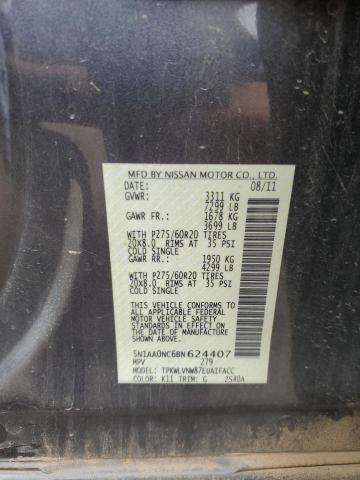 MFD BY NISSAN MOTOR CO., LTD.
DATE: 08/11
GVWR: 3311 KG
7299 LB
GAWR FR.: 1678 KG
3699 LB
WITH P275/60R20 TIRES
20X8.0 RIMS AT 35 PSI
COLD SINGLE
GAWR RR.: 1950 KG
4299 LB
WITH P275/60R20 TIRES
20X8.0 RIMS AT 35 PSI
COLD SINGLE
THIS VEHICLE CONFORMS TO
ALL APPLICABLE FEDERAL MOTOR
VEHICLE SAFETY STANDARDS IN
EFFECT ON THE DATE OF
MANUFACTURE SHOWN ABOVE.
5N1AA0NC6BN624407
MPV 279
MODEL: TPKWLVNW87EUAIFACC
COLOR: K11 TRIM: G 2S40A